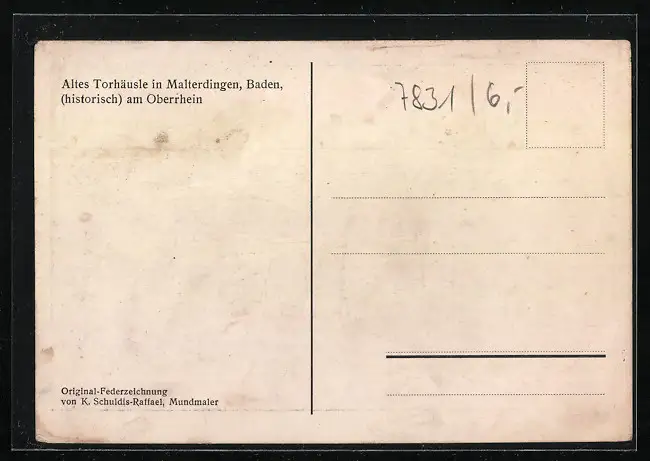 Altes Torhäusle in Malterdingen, Baden,
(historisch) am Oberrhein
7831/6,-
Original-Federzeichnung
von K. Schuldis-Raffael, Mundmaler